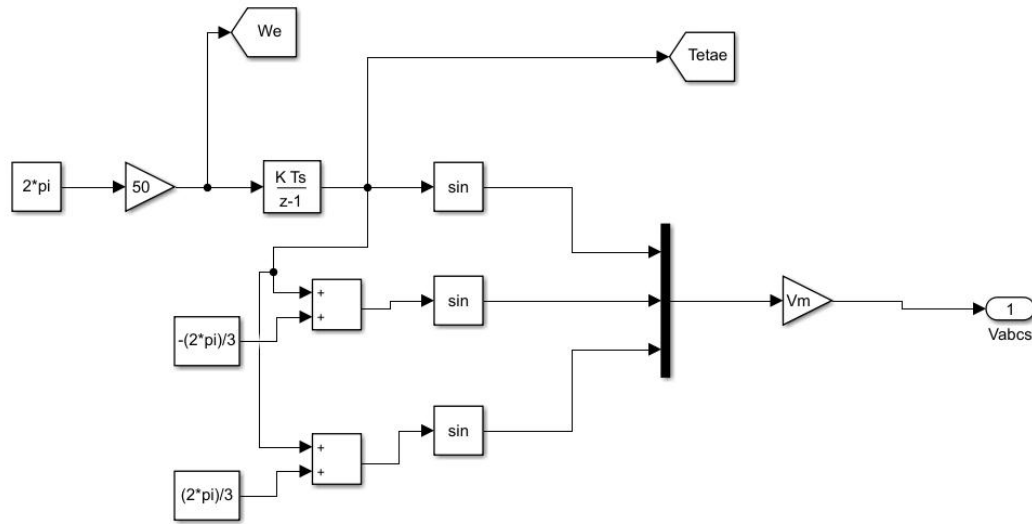 We
Tetae
2*pi
50
K Ts
z-1
sin
+
+
sin
Vm
1
Vabcs
-(2*pi)/3
+
+
sin
(2*pi)/3